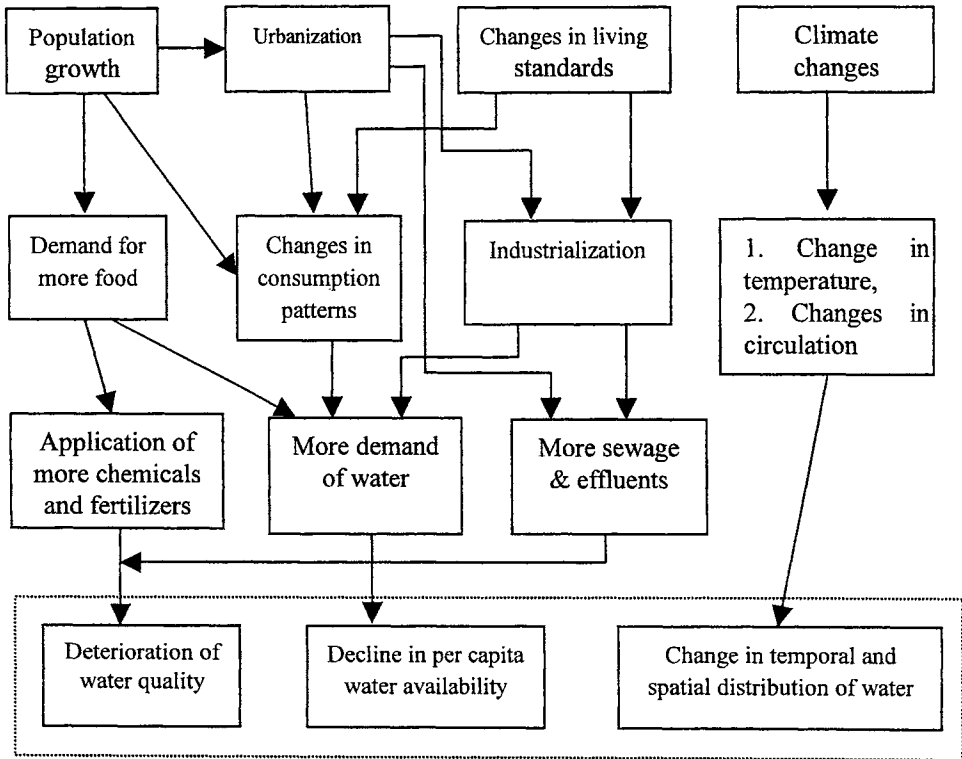 Population
growth
Urbanization
Changes in living
standards
Climate
changes
Demand for
more food
Changes in
consumption
patterns
Industrialization
1. Change in
temperature,
2. Changes in
circulation
Application of
more chemicals
and fertilizers
More demand
of water
More sewage
& effluents
Deterioration of
water quality
Decline in per capita
water availability
Change in temporal and
spatial distribution of water